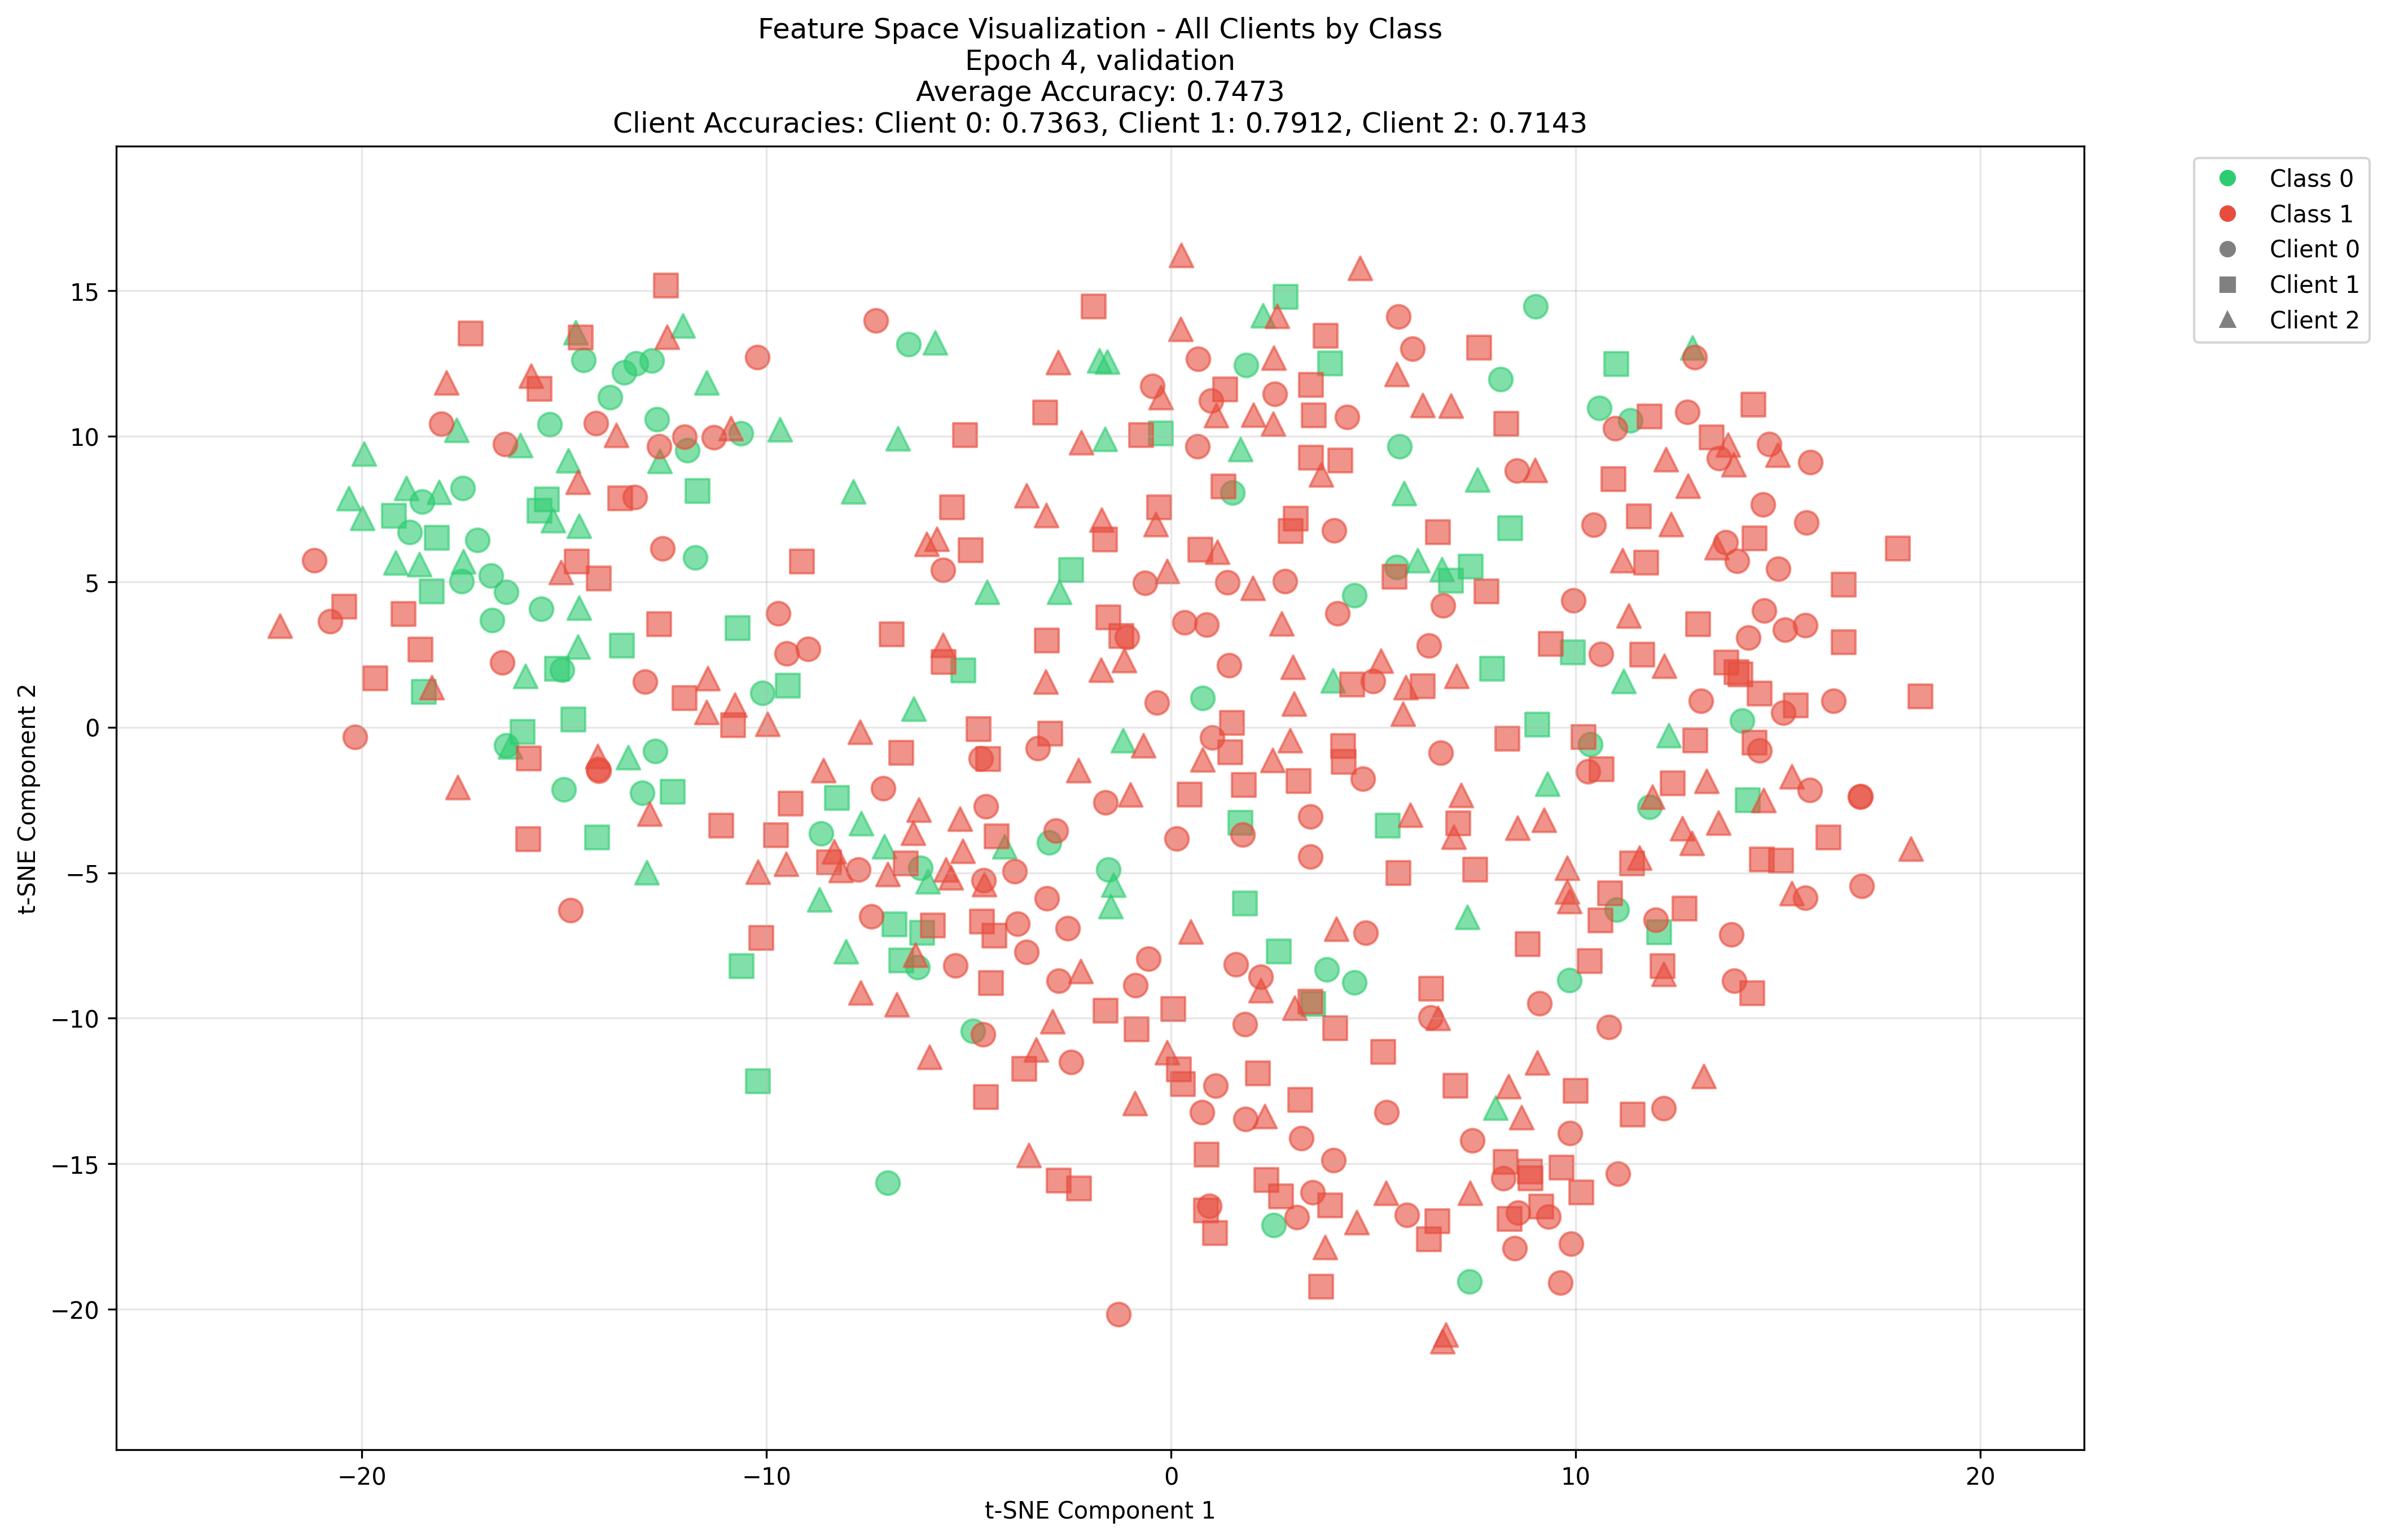 Feature Space Visualization - All Clients by Class
Epoch 4, validation
Average Accuracy: 0.7473
Client Accuracies: Client 0: 0.7363, Client 1: 0.7912, Client 2: 0.7143
Class 0
Class 1
Client 0
Client 1
Client 2
t-SNE Component 2
15
10
5
0
−5
−10
−15
−20
−20
−10
0
10
20
t-SNE Component 1